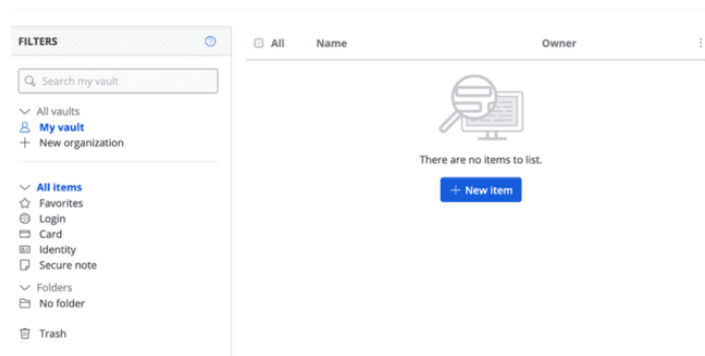 FILTERS
Search my vault
All vaults
My vault
New organization
All items
Favorites
Login
Card
Identity
Secure note
Folders
No folder
Trash
All Name Owner
There are no items to list.
New item